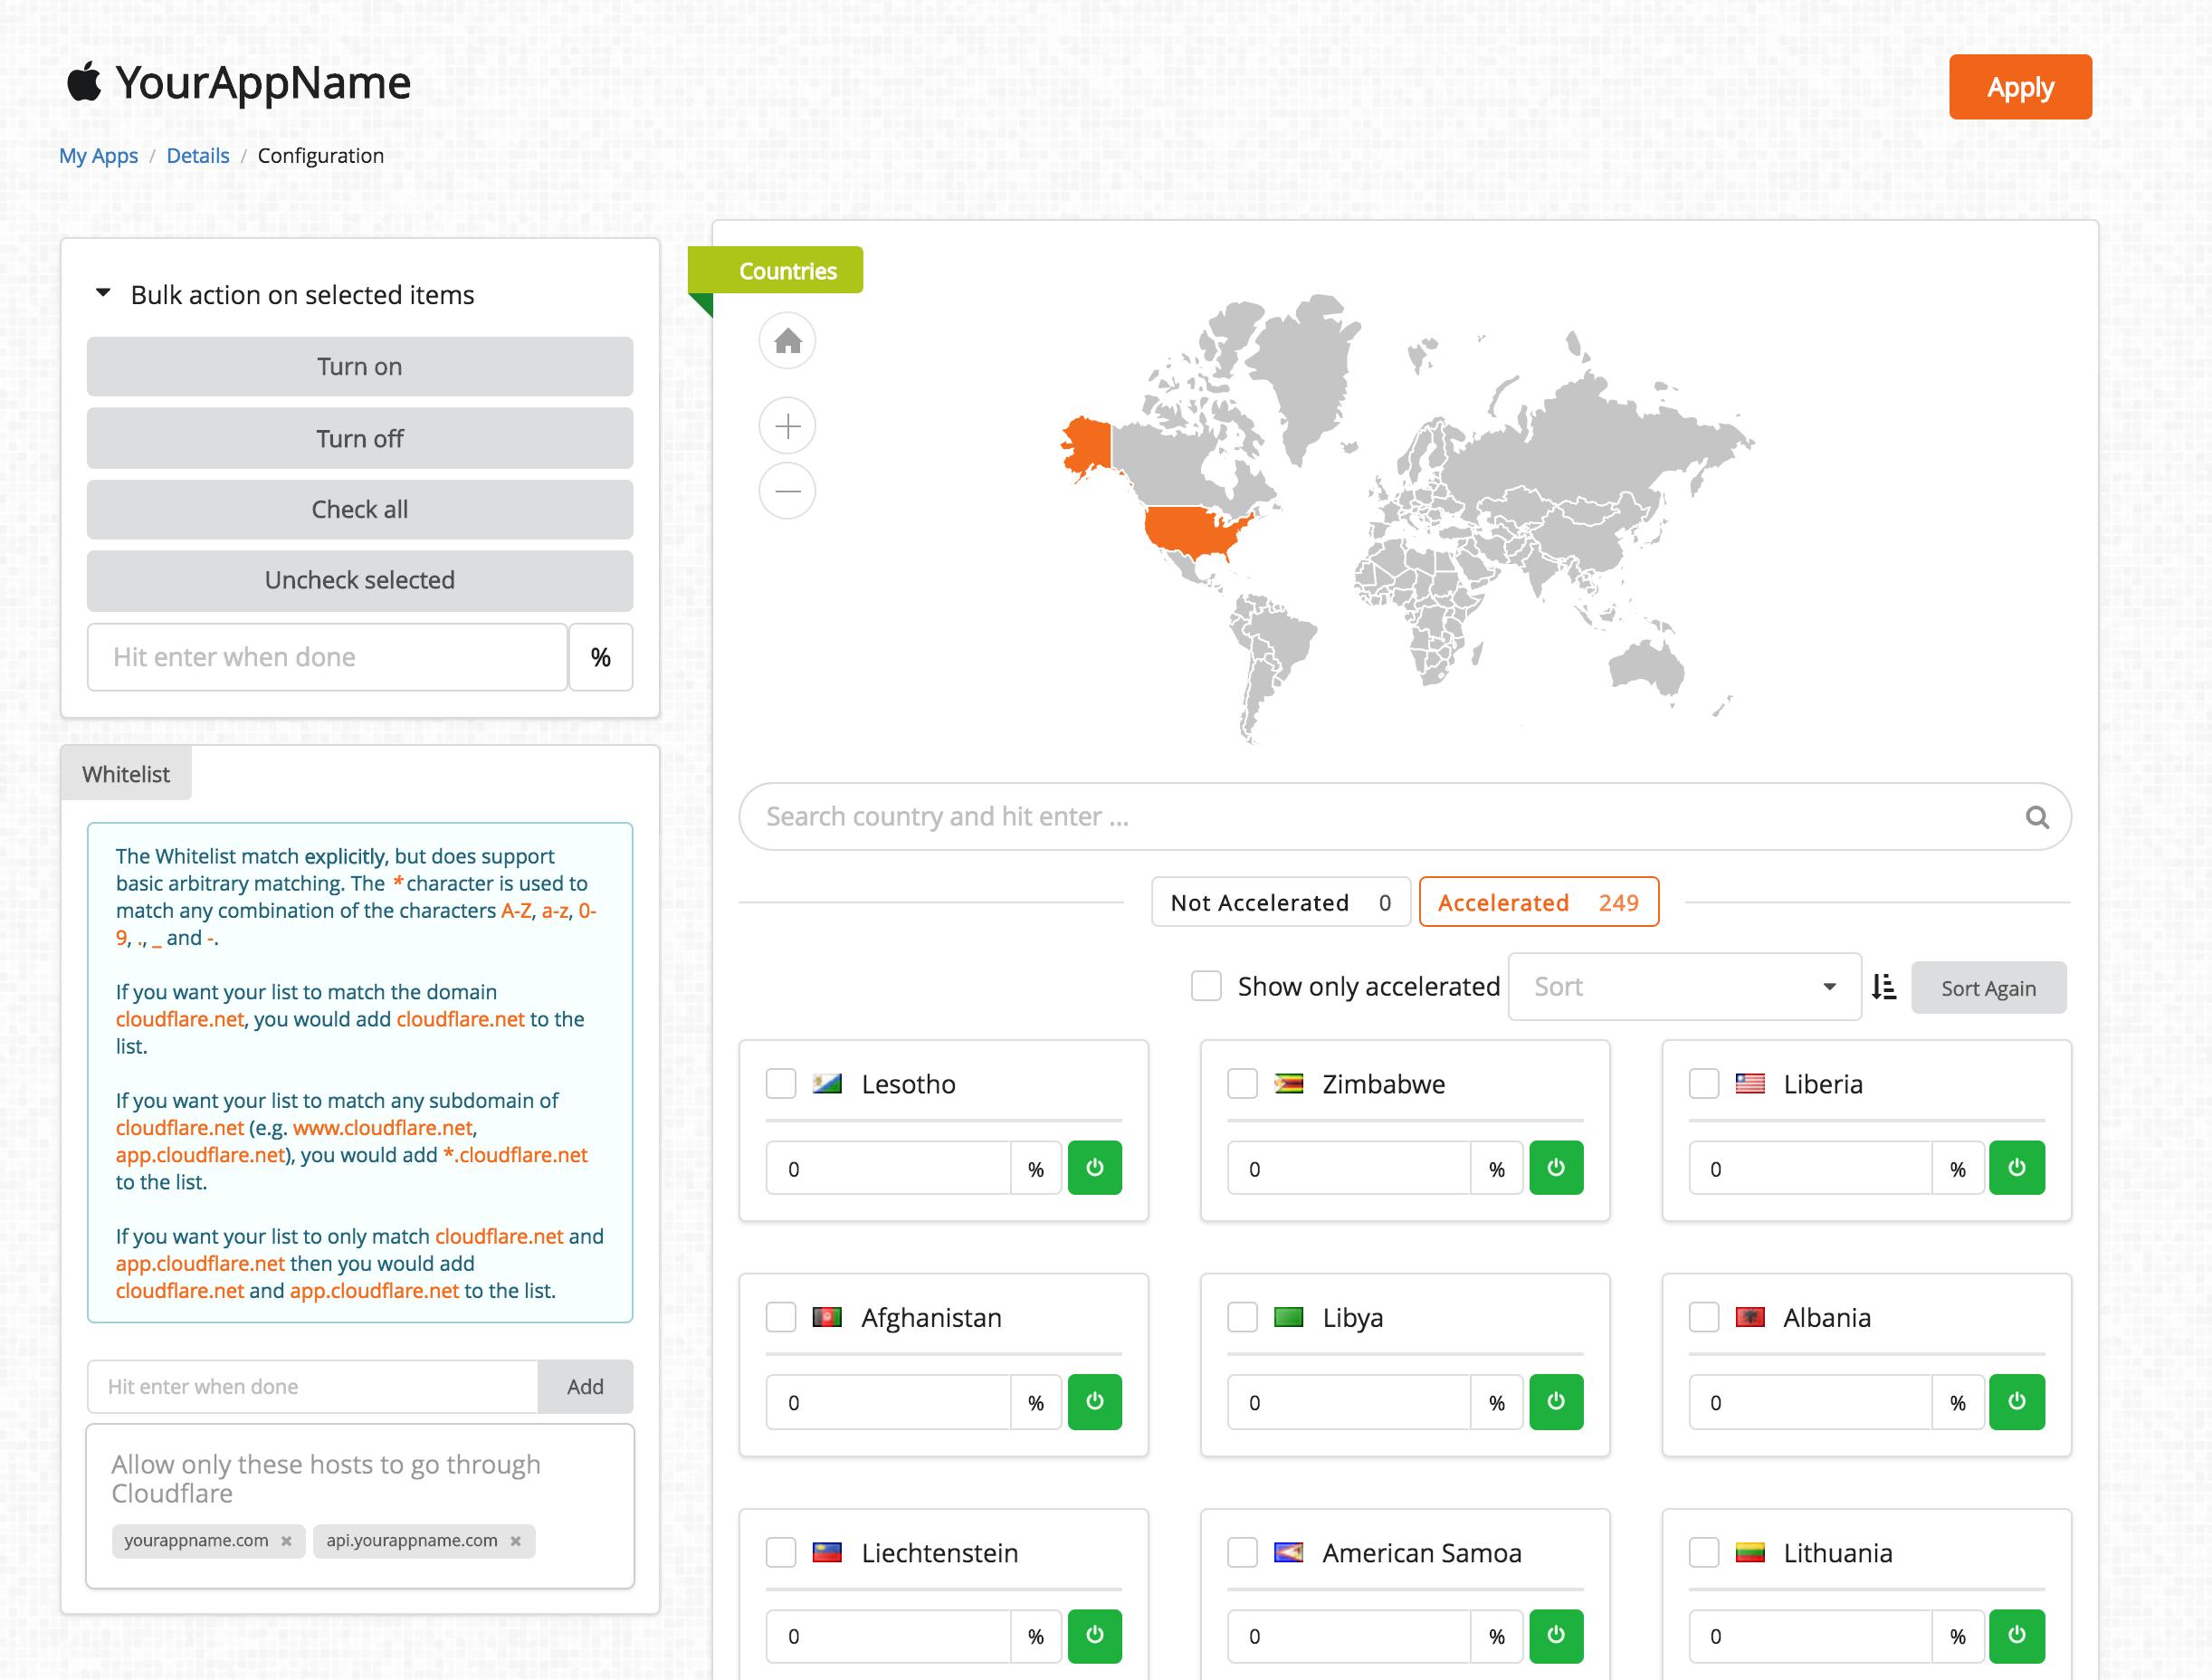 YourAppName
Apply
My Apps / Details / Configuration
Bulk action on selected items
Turn on
Turn off
Check all
Uncheck selected
Hit enter when done %
Whitelist
The Whitelist match explicitly, but does support
basic arbitrary matching. The * character is used to
match any combination of the characters A-Z, a-z, 0-
9, ., _ and -.
If you want your list to match the domain
cloudflare.net, you would add cloudflare.net to the
list.
If you want your list to match any subdomain of
cloudflare.net (e.g. www.cloudflare.net,
app.cloudflare.net), you would add *.cloudflare.net
to the list.
If you want your list to only match cloudflare.net and
app.cloudflare.net then you would add
cloudflare.net and app.cloudflare.net to the list.
Hit enter when done Add
Allow only these hosts to go through
Cloudflare
yourappname.com × api.yourappname.com ×
Countries
Search country and hit enter ...
Not Accelerated 0 Accelerated 249
Show only accelerated Sort Sort Again
Lesotho Zimbabwe Liberia
0 % 0 % 0 %
Afghanistan Libya Albania
0 % 0 % 0 %
Liechtenstein American Samoa Lithuania
0 % 0 % 0 %